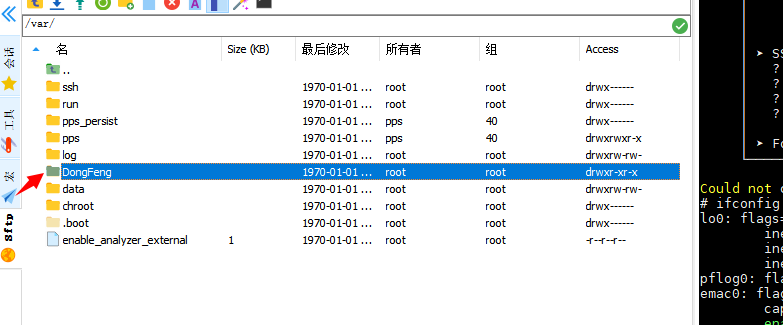 /var/
名 Size (KB) 最后修改 所有者 组 Access
..
ssh 1970-01-01 ... root root drwx------
run 1970-01-01 ... root root drwx------
pps_persist 1970-01-01 ... pps 40 drwx------
pps 1970-01-01 ... pps 40 drwxrwxr-x
log 1970-01-01 ... root root drwxrw-rw-
DongFeng 1970-01-01 ... root root drwxr-xr-x
data 1970-01-01 ... root root drwxrw-rw-
chroot 1970-01-01 ... root root drwx------
.boot 1970-01-01 ... root root drwx------
enable_analyzer_external 1 1970-01-01 ... root root -r--r--r--
会话
工具
宏
Sftp
➤ SS
?
?
?
?
➤ Fo
Could not c
# ifconfig
lo0: flags=
ine
ine
ine
pflog0: fla
emac0: flag
cap
ena